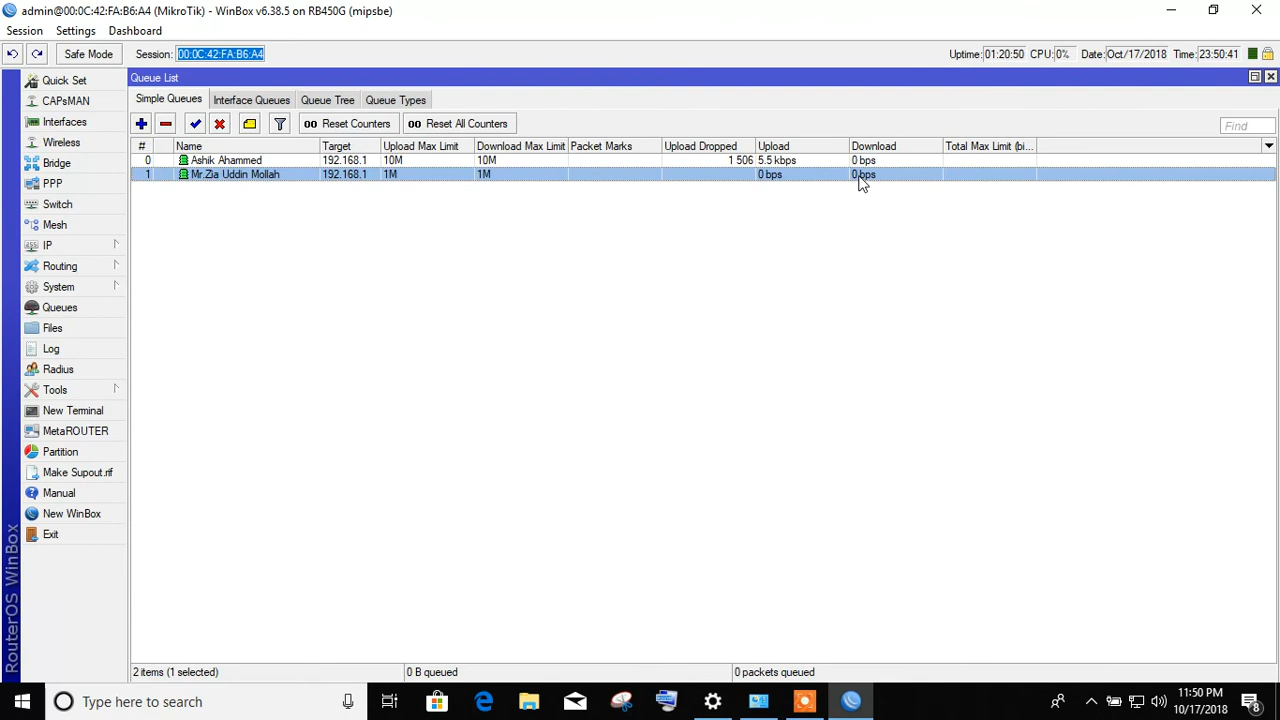 admin@00:0C:42:FA:B6:A4 (MikroTik) - WinBox v6.38.5 on RB450G (mipsbe)
Session Settings Dashboard
Safe Mode Session: 00:0C:42:FA:B6:A4 Uptime: 01:20:50 CPU: 0% Date: Oct/17/2018 Time: 23:50:41
Quick Set
CAPsMAN
Interfaces
Wireless
Bridge
PPP
Switch
Mesh
IP
Routing
System
Queues
Files
Log
Radius
Tools
New Terminal
MetaROUTER
Partition
Make Supout.rif
Manual
New WinBox
Exit
RouterOS WinBox
Queue List
Simple Queues Interface Queues Queue Tree Queue Types
00 Reset Counters 00 Reset All Counters Find
# Name Target Upload Max Limit Download Max Limit Packet Marks Upload Dropped Upload Download Total Max Limit (bi...
0 Ashik Ahammed 192.168.1 10M 10M 1 506 5.5 kbps 0 bps
1 Mr.Zia Uddin Mollah 192.168.1 1M 1M 0 bps 0 bps
2 items (1 selected) 0 B queued 0 packets queued
Type here to search 11:50 PM
10/17/2018 8